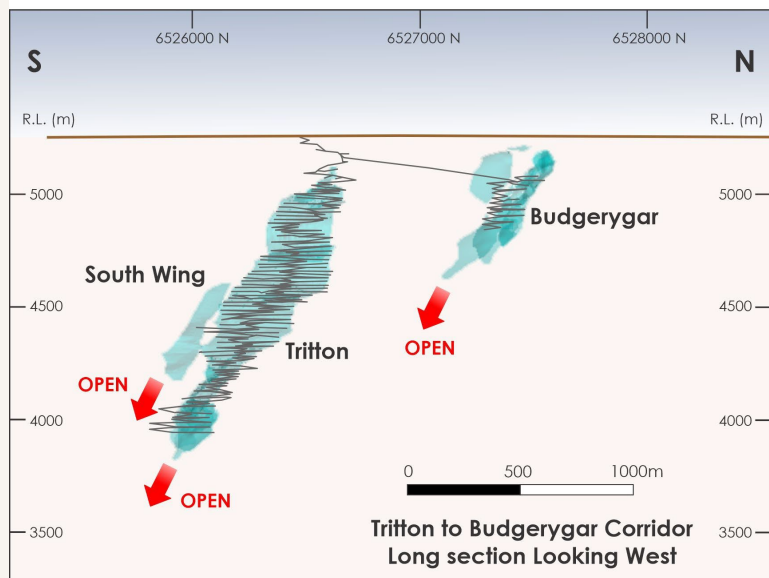 6526000 N
6527000 N
6528000 N
S
N
R.L. (m)
R.L. (m)
5000
5000
Budgerygar
South Wing
4500
4500
Tritton
OPEN
OPEN
4000
4000
OPEN
0 500 1000m
3500
3500
Tritton to Budgerygar Corridor
Long section Looking West